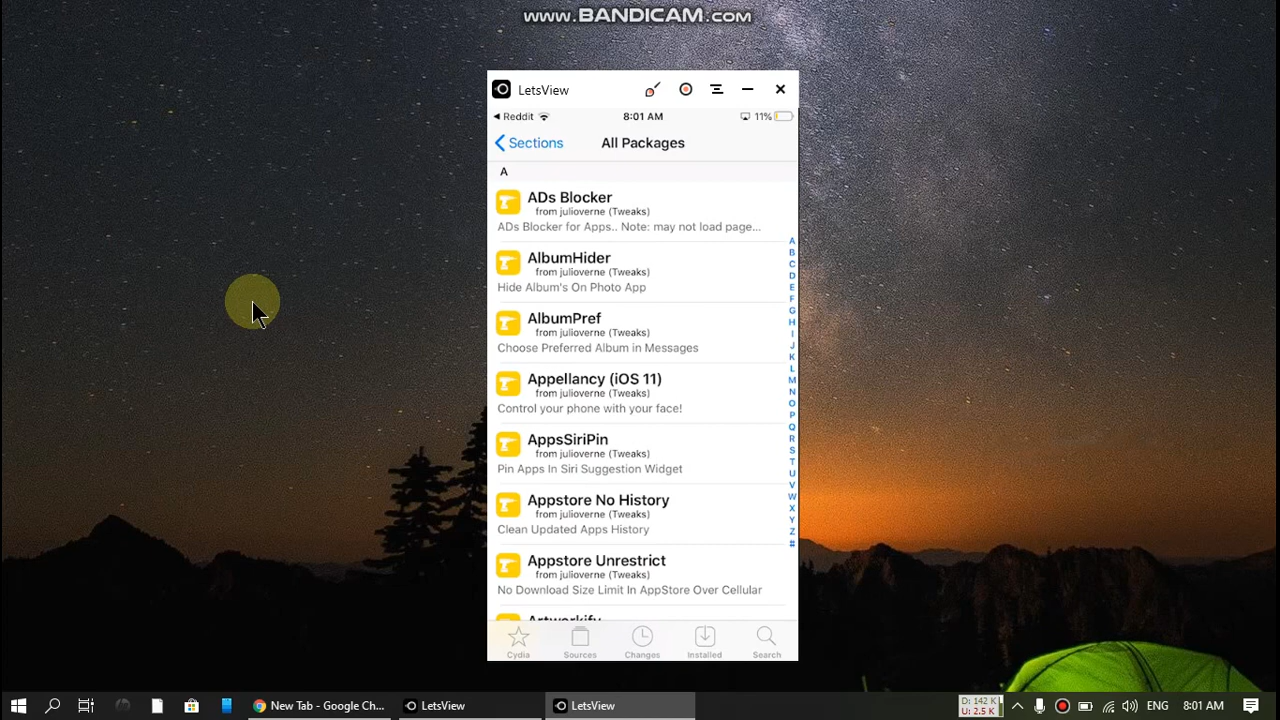 www.BANDICAM.com
LetsView
Reddit 8:01 AM 11%
Sections All Packages
A
ADs Blocker
from julioverne (Tweaks)
ADs Blocker for Apps.. Note: may not load page...
AlbumHider
from julioverne (Tweaks)
Hide Album's On Photo App
AlbumPref
from julioverne (Tweaks)
Choose Preferred Album in Messages
Appellancy (iOS 11)
from julioverne (Tweaks)
Control your phone with your face!
AppsSiriPin
from julioverne (Tweaks)
Pin Apps In Siri Suggestion Widget
Appstore No History
from julioverne (Tweaks)
Clean Updated Apps History
Appstore Unrestrict
from julioverne (Tweaks)
No Download Size Limit In AppStore Over Cellular
Artworkify
A
B
C
D
E
F
G
H
I
J
K
L
M
N
O
P
Q
R
S
T
U
V
W
X
Y
Z
#
Cydia Sources Changes Installed Search
New Tab - Google Ch... LetsView LetsView D: 142 K ENG 8:01 AM
U: 2.5 K